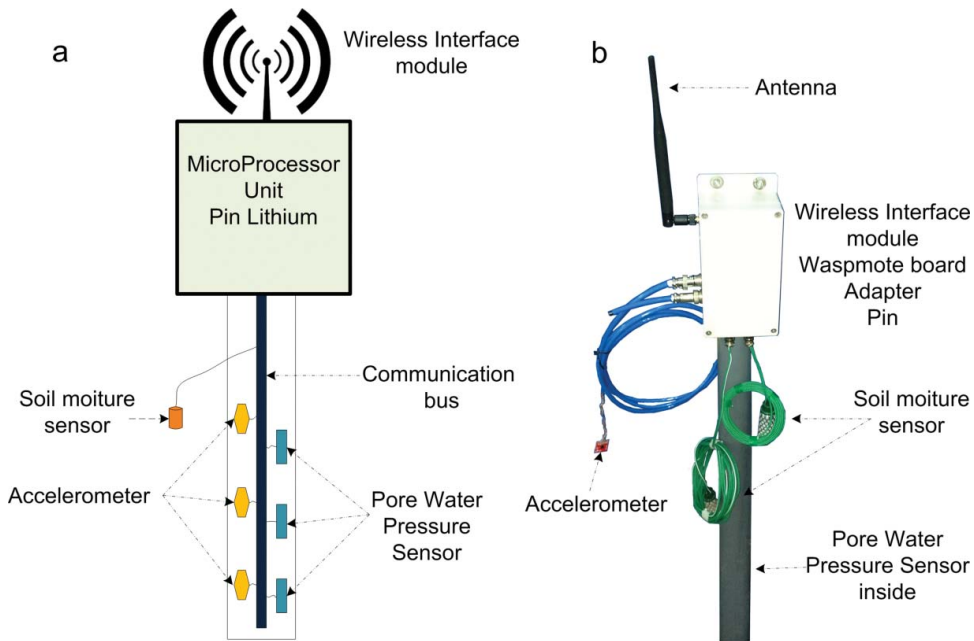 a
Wireless Interface
module
MicroProcessor
Unit
Pin Lithium
Communication
bus
Soil moiture
sensor
Accelerometer
Pore Water
Pressure
Sensor
b
Antenna
Wireless Interface
module
Waspmote board
Adapter
Pin
Soil moiture
sensor
Accelerometer
Pore Water
Pressure Sensor
inside